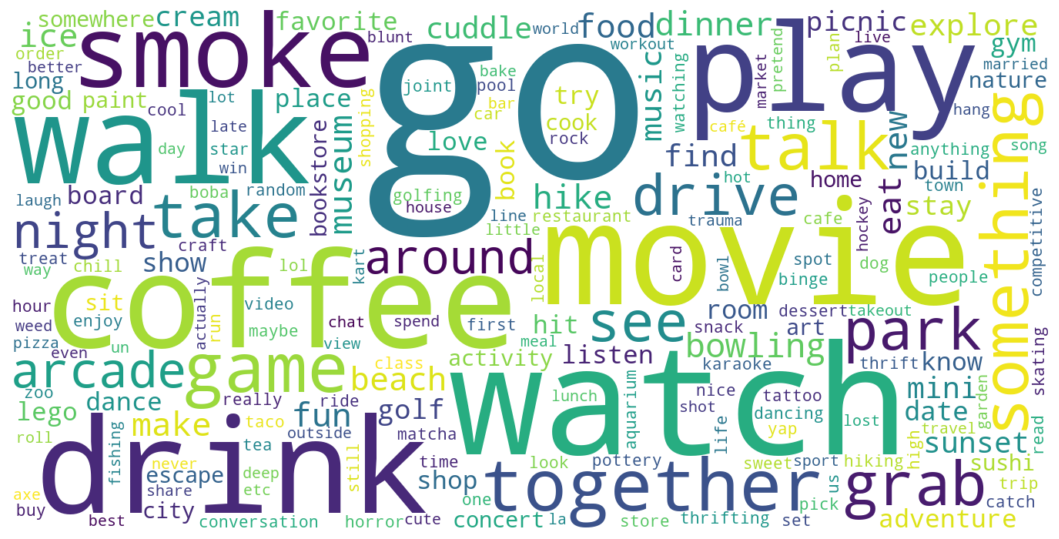 somewhere
cream
smoke
favorite
blunt
ice
order
better
long
good
paint
cool
lot
place
walk
late
star
day
win
board
boba
random
laugh
night
take
craft
treat
way
chill
show
lol
hour
sit
enjoy
weed
pizza
even
un
actually
run
video
maybe
view
kart
coffee
around
chat
spend
first
go
joint
bake
pool
cuddle
world
food
workout
dinner
picnic
live
explore
gym
married
nature
hang
play
plan
pretend
market
music
watching
bar
car
try
cook
rock
love
book
shopping
museum
bookstore
golfing
house
line
little
hike
restaurant
find
café
thing
talk
new
anything
song
build
hot
home
town
drive
trauma
cafe
eat
stay
hockey
something
competitive
movie
local
card
bowl
spot
binge
dog
people
see
room
dessert
takeout
snack
art
park
hit
meal
activity
listen
bowling
karaoke
thrift
know
skating
arcade
game
class
beach
zoo
lego
dance
really
ride
roll
make
taco
fun
golf
outside
matcha
fishing
tea
never
escape
deep
still
time
shop
axe
share
buy
best
city
etc
conversation
horror
cute
drink
watch
lunch
aquarium
nice
shot
tattoo
dancing
yap
life
lost
mini
date
garden
travel
high
sunset
read
look
pottery
sweet
sport
hiking
sushi
one
together
us
grab
trip
catch
concert
la
store
thrifting
set
pick
adventure